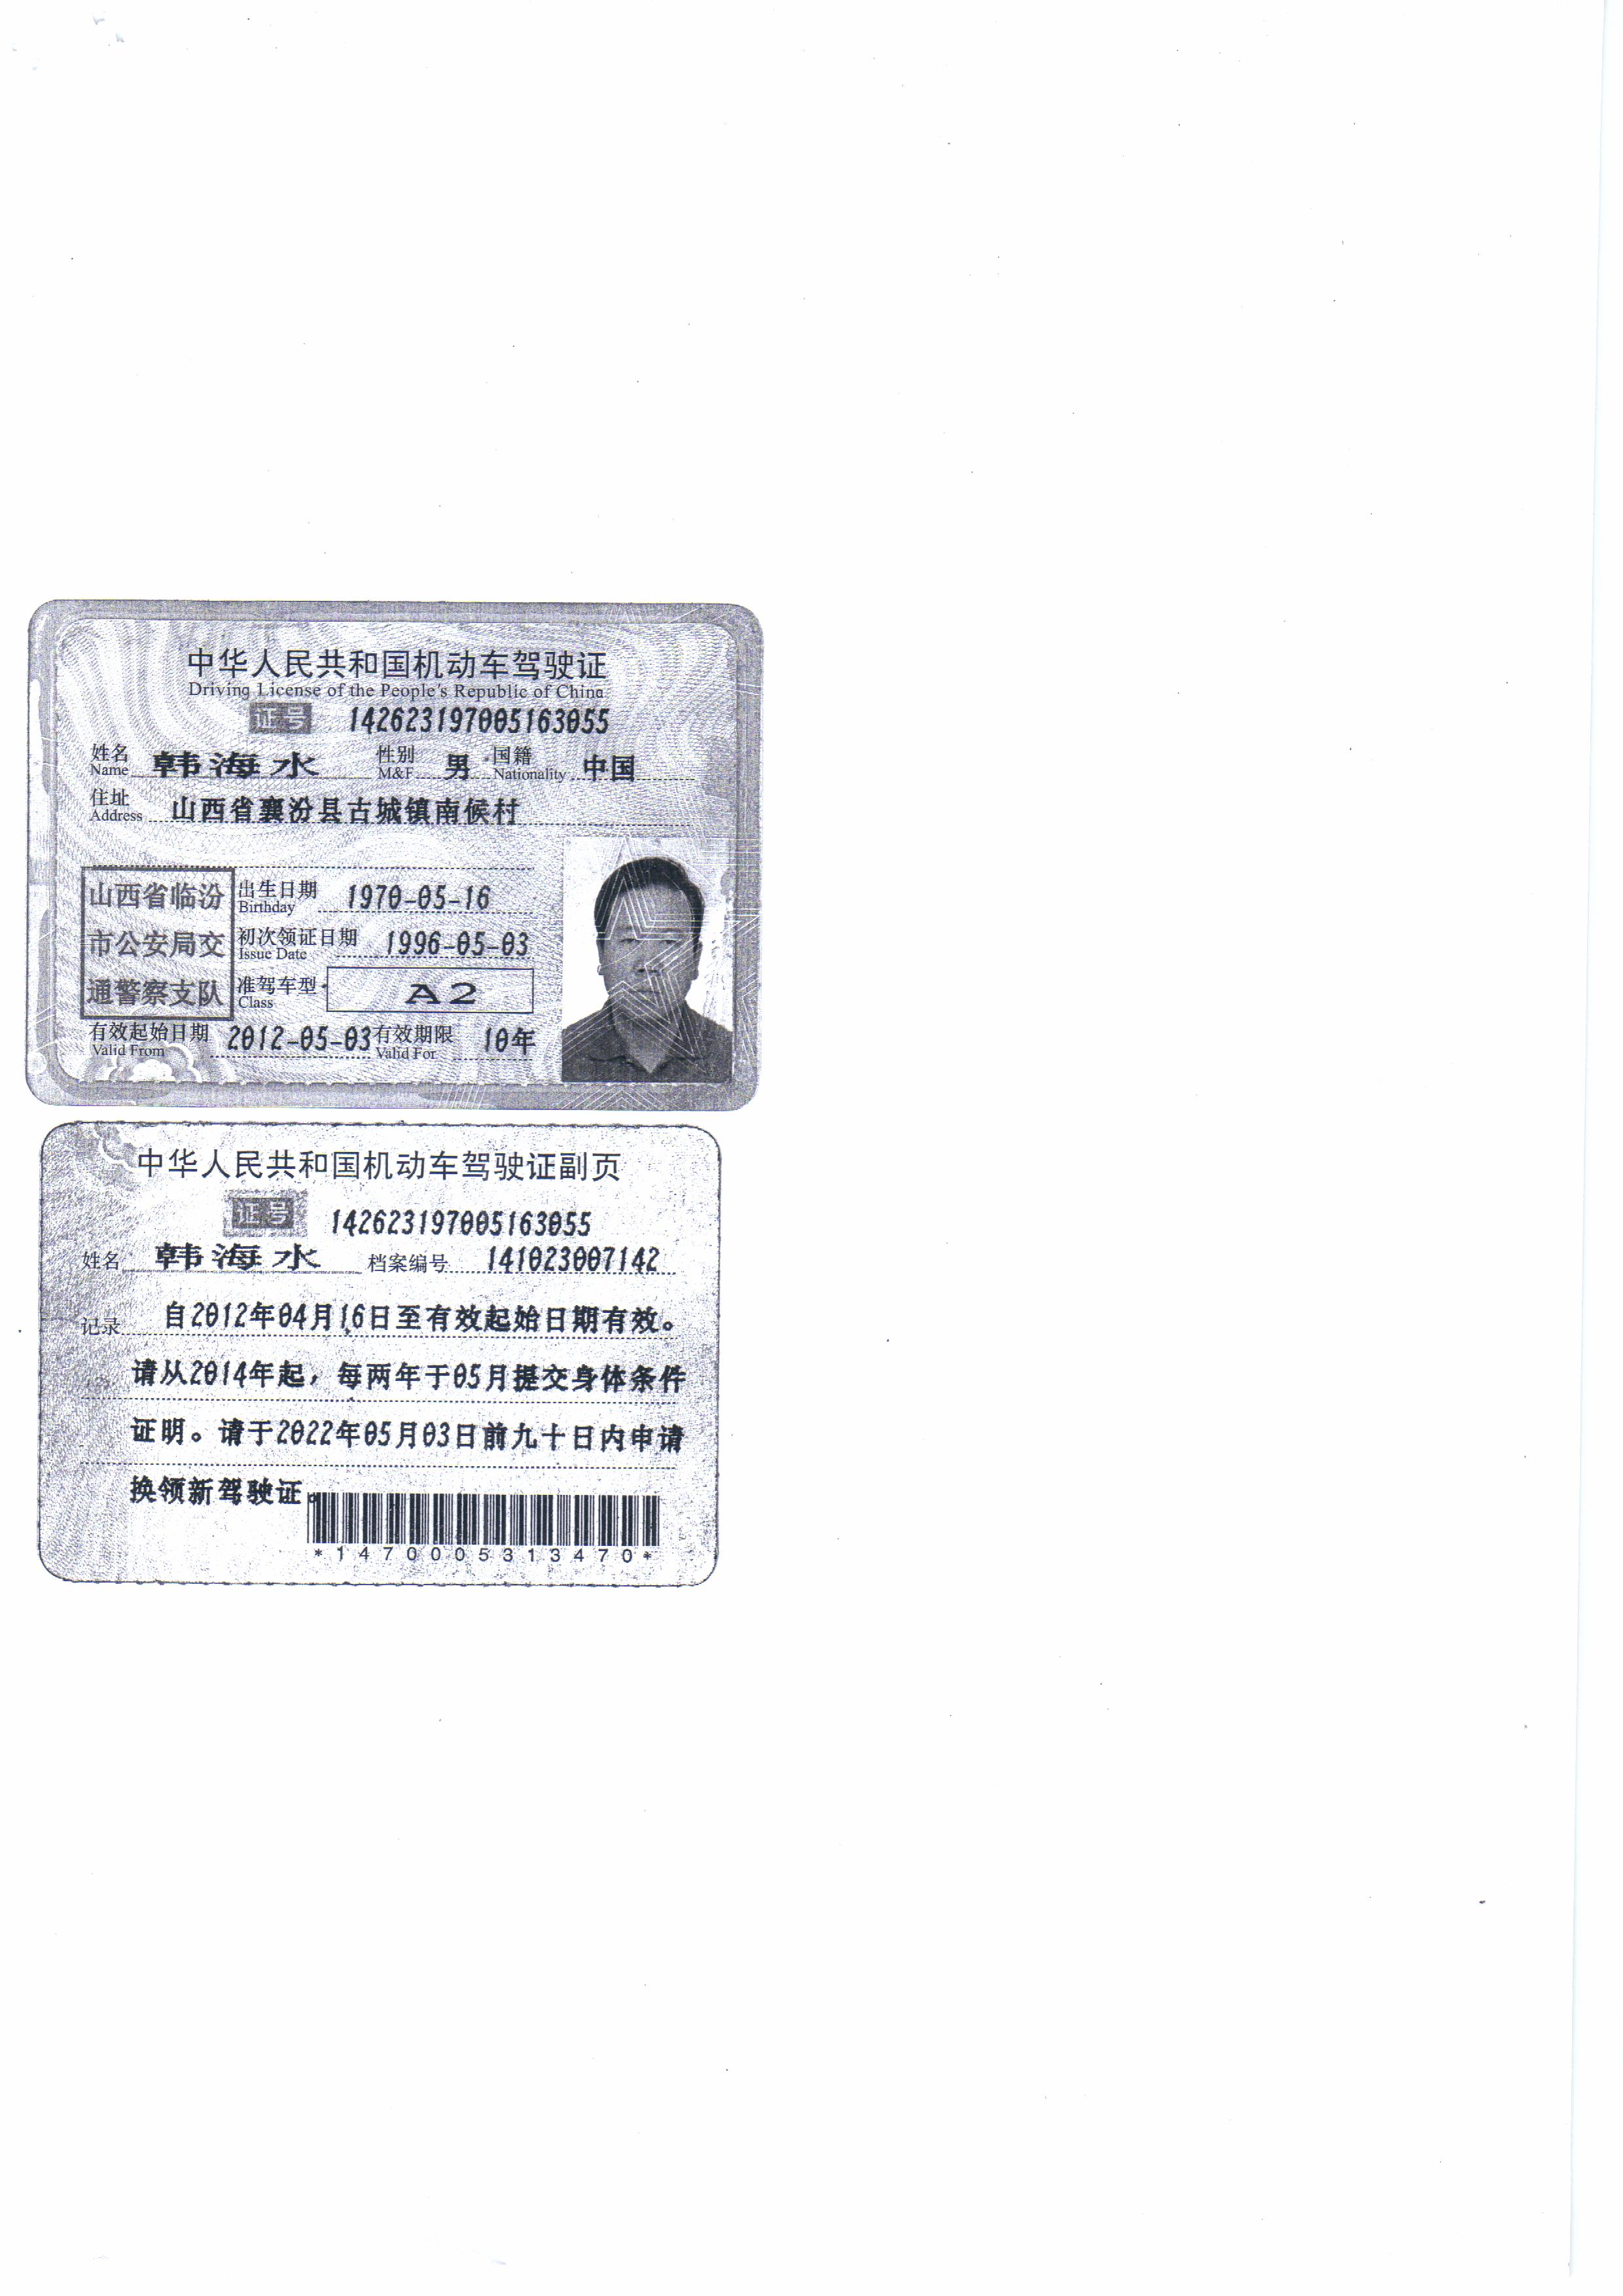 中华人民共和国机动车驾驶证
Driving License of the People's Republic of China
证号 142623197005163055
姓名 Name 韩海水 性别 M&F 男 国籍 Nationality 中国
住址 Address 山西省襄汾县古城镇南候村
山西省临汾
市公安局交
通警察支队
出生日期 Birthday 1970-05-16
初次领证日期 Issue Date 1996-05-03
准驾车型 Class A2
有效起始日期 Valid From 2012-05-03 有效期限 Valid For 10年
中华人民共和国机动车驾驶证副页
证号 142623197005163055
姓名 韩海水 档案编号 141023007142
记录 自2012年04月16日至有效起始日期有效。
请从2014年起，每两年于05月提交身体条件
证明。请于2022年05月03日前九十日内申请
换领新驾驶证。
*1470005313470*